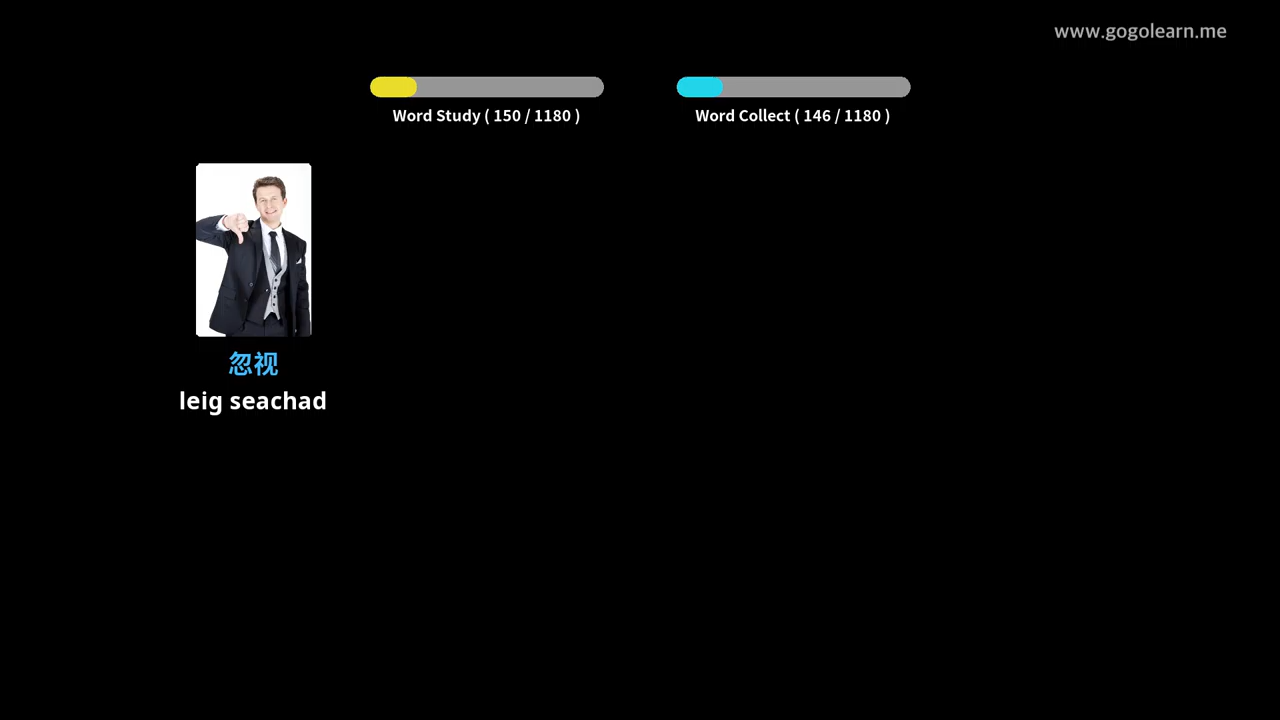 www.gogolearn.me
Word Study ( 150 / 1180 )
Word Collect ( 146 / 1180 )
忽视
leig seachad